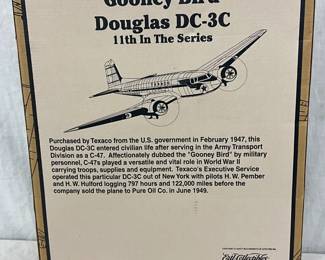 Gooney Bird
Douglas DC-3C
11th In The Series
Purchased by Texaco from the U.S. government in February 1947, this
Douglas DC-3C entered civilian life after serving in the Army Transport
Division as a C-47. Affectionately dubbed the "Gooney Bird" by military
personnel, C-47s played a versatile and vital role in World War II
carrying troops, supplies and equipment. Texaco's Executive Service
operated this particular DC-3C out of New York with pilots H. W. Pember
and H. W. Hulford logging 797 hours and 122,000 miles before the
company sold the plane to Pure Oil Co. in June 1949.
Ertl Collectibles